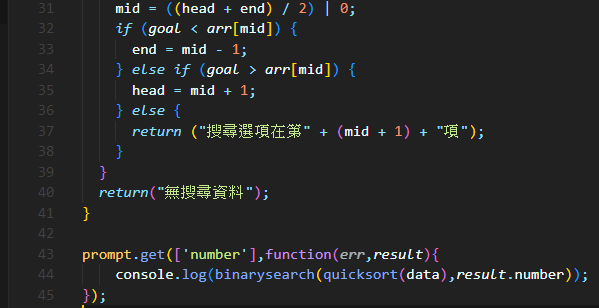 31 mid = ((head + end) / 2) | 0;
32 if (goal < arr[mid]) {
33 end = mid - 1;
34 } else if (goal > arr[mid]) {
35 head = mid + 1;
36 } else {
37 return ("搜尋選項在第" + (mid + 1) + "項");
38 }
39 }
40 return("無搜尋資料");
41 }
42
43 prompt.get(['number'],function(err,result){
44 console.log(binarysearch(quicksort(data),result.number));
45 });